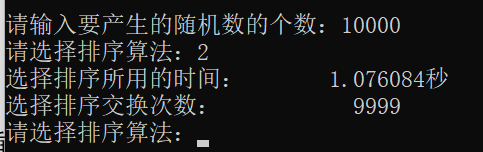 请输入要产生的随机数的个数：10000
请选择排序算法：2
选择排序所用的时间：        1.076084秒
选择排序交换次数：          9999
请选择排序算法：